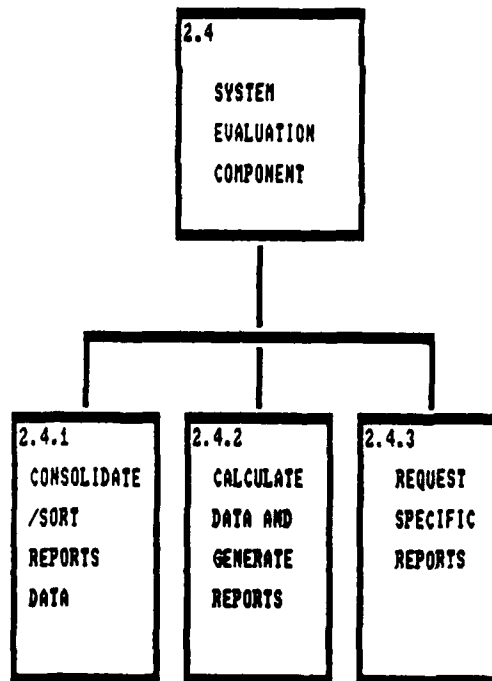 2.4
SYSTEM
EVALUATION
COMPONENT
2.4.1
CONSOLIDATE
/SORT
REPORTS
DATA
2.4.2
CALCULATE
DATA AND
GENERATE
REPORTS
2.4.3
REQUEST
SPECIFIC
REPORTS